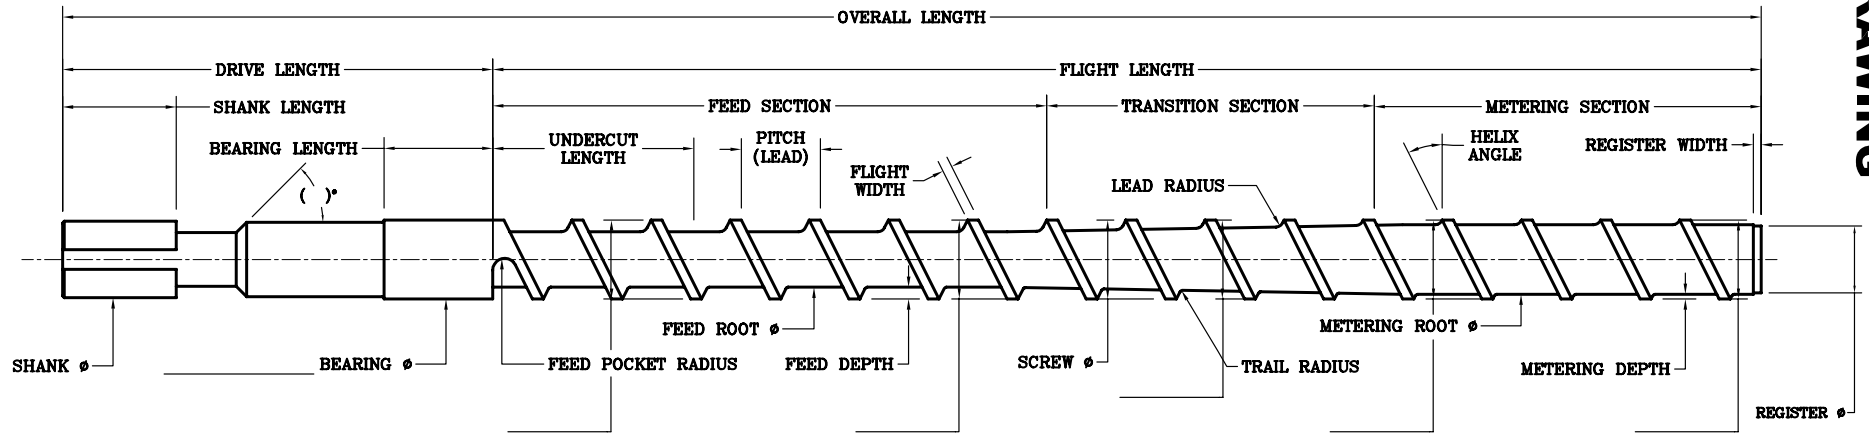 OVERALL LENGTH
DRIVE LENGTH
FLIGHT LENGTH
SHANK LENGTH
FEED SECTION
TRANSITION SECTION
METERING SECTION
BEARING LENGTH
UNDERCUT
LENGTH
PITCH
(LEAD)
FLIGHT
WIDTH
HELIX
ANGLE
REGISTER WIDTH
LEAD RADIUS
( )°
FEED ROOT ø
METERING ROOT ø
SHANK ø
BEARING ø
FEED POCKET RADIUS
FEED DEPTH
SCREW ø
TRAIL RADIUS
METERING DEPTH
REGISTER ø